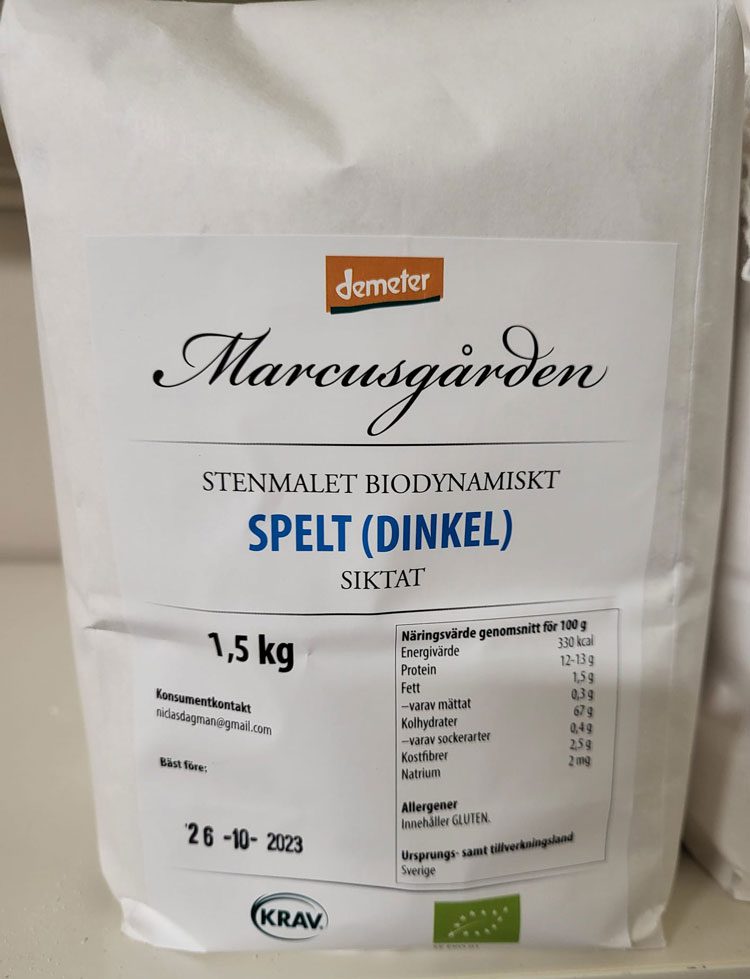 demeter
Marcusgården
STENMALET BIODYNAMISKT
SPELT (DINKEL)
SIKTAT
1,5 kg
Konsumentkontakt
niclasdagman@gmail.com
Bäst före:
26 -10- 2023
Näringsvärde genomsnitt för 100 g
Energivärde 330 kcal
Protein 12-13 g
Fett 1,5 g
–varav mättat 0,3 g
Kolhydrater 67 g
–varav sockerarter 0,4 g
Kostfibrer 2,5 g
Natrium 2 mg
Allergener
Innehåller GLUTEN.
Ursprungs- samt tillverkningsland
Sverige
KRAV